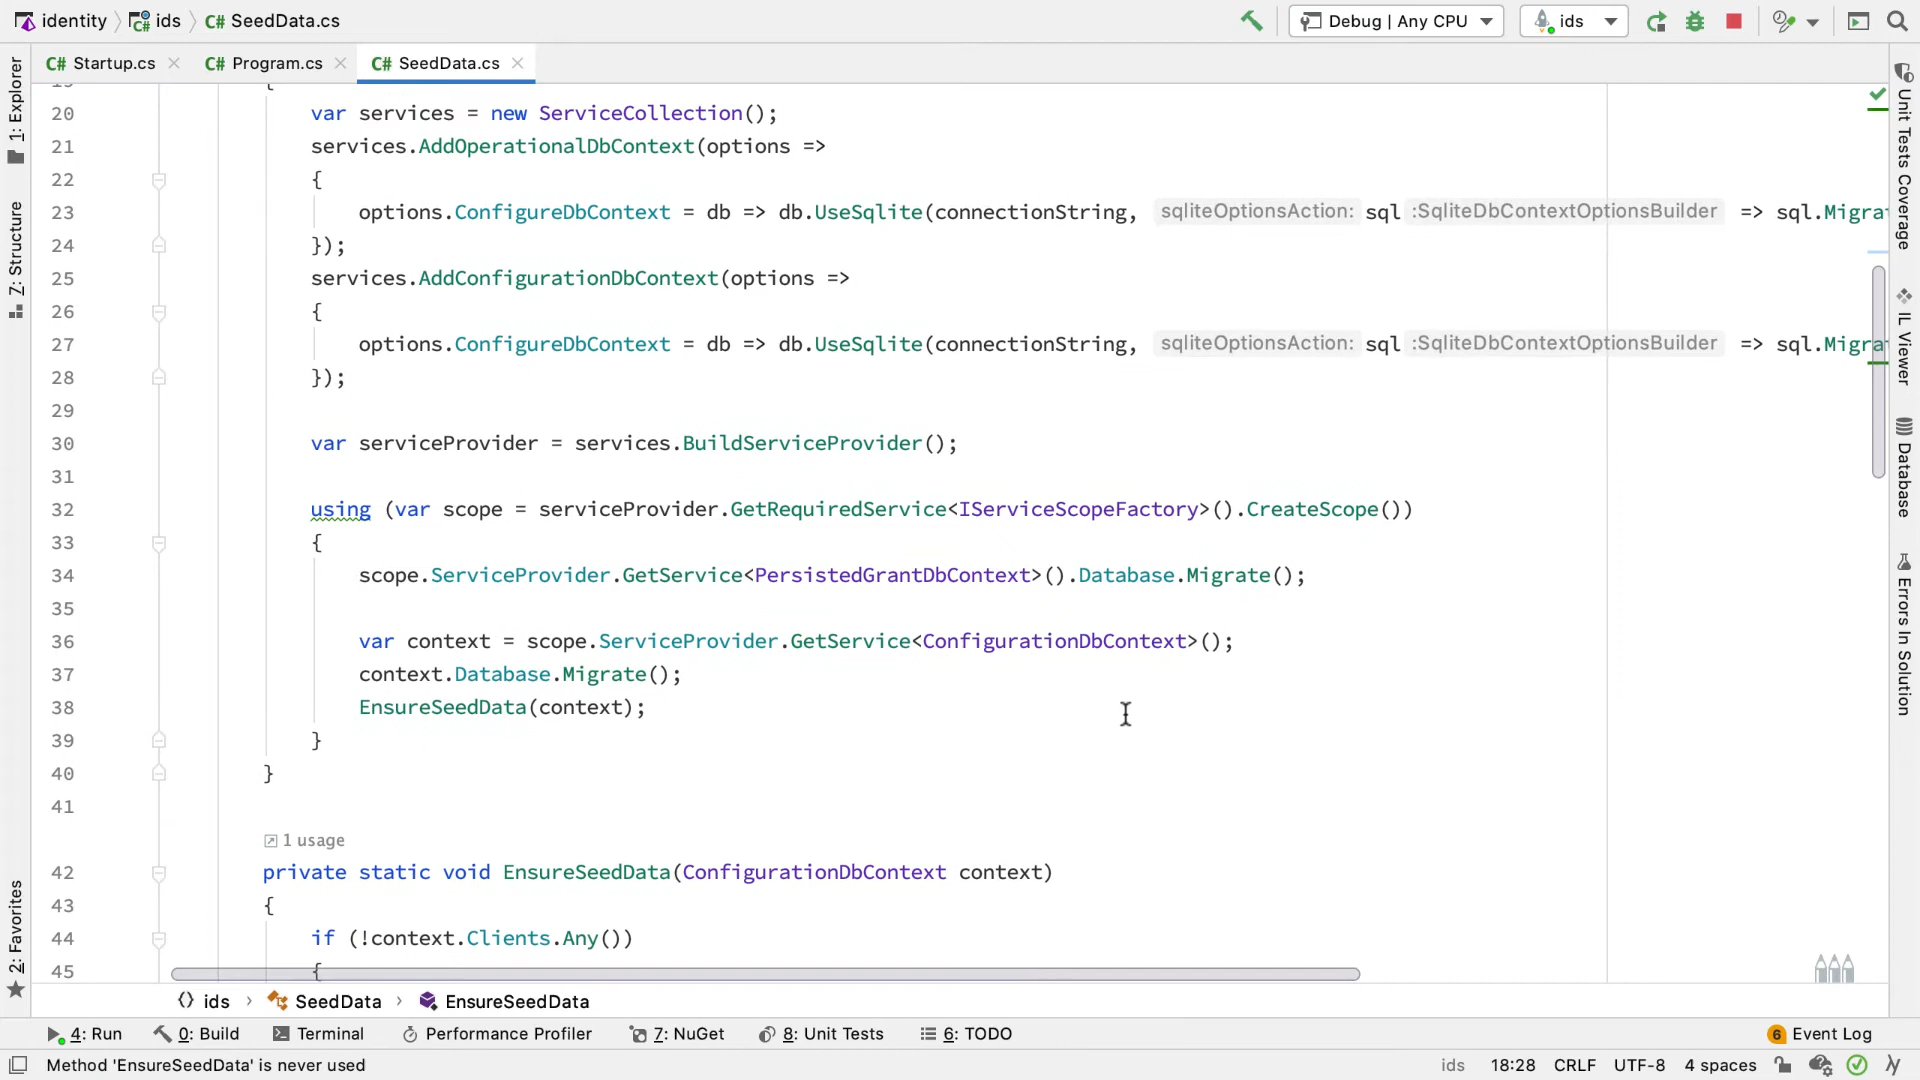 identity ids C# SeedData.cs Debug | Any CPU ids
C# Startup.cs C# Program.cs C# SeedData.cs
1: Explorer
Z: Structure
2: Favorites
20 var services = new ServiceCollection();
21 services.AddOperationalDbContext(options =>
22 {
23 options.ConfigureDbContext = db => db.UseSqlite(connectionString, sqliteOptionsAction: sql :SqliteDbContextOptionsBuilder => sql.Migrat
24 });
25 services.AddConfigurationDbContext(options =>
26 {
27 options.ConfigureDbContext = db => db.UseSqlite(connectionString, sqliteOptionsAction: sql :SqliteDbContextOptionsBuilder => sql.Migrat
28 });
29
30 var serviceProvider = services.BuildServiceProvider();
31
32 using (var scope = serviceProvider.GetRequiredService<IServiceScopeFactory>().CreateScope())
33 {
34 scope.ServiceProvider.GetService<PersistedGrantDbContext>().Database.Migrate();
35
36 var context = scope.ServiceProvider.GetService<ConfigurationDbContext>();
37 context.Database.Migrate();
38 EnsureSeedData(context);
39 }
40 }
41
1 usage
42 private static void EnsureSeedData(ConfigurationDbContext context)
43 {
44 if (!context.Clients.Any())
45 {
Unit Tests Coverage
IL Viewer
Database
Errors In Solution
ids SeedData EnsureSeedData
4: Run 0: Build Terminal Performance Profiler 7: NuGet 8: Unit Tests 6: TODO 6 Event Log
Method 'EnsureSeedData' is never used ids 18:28 CRLF UTF-8 4 spaces